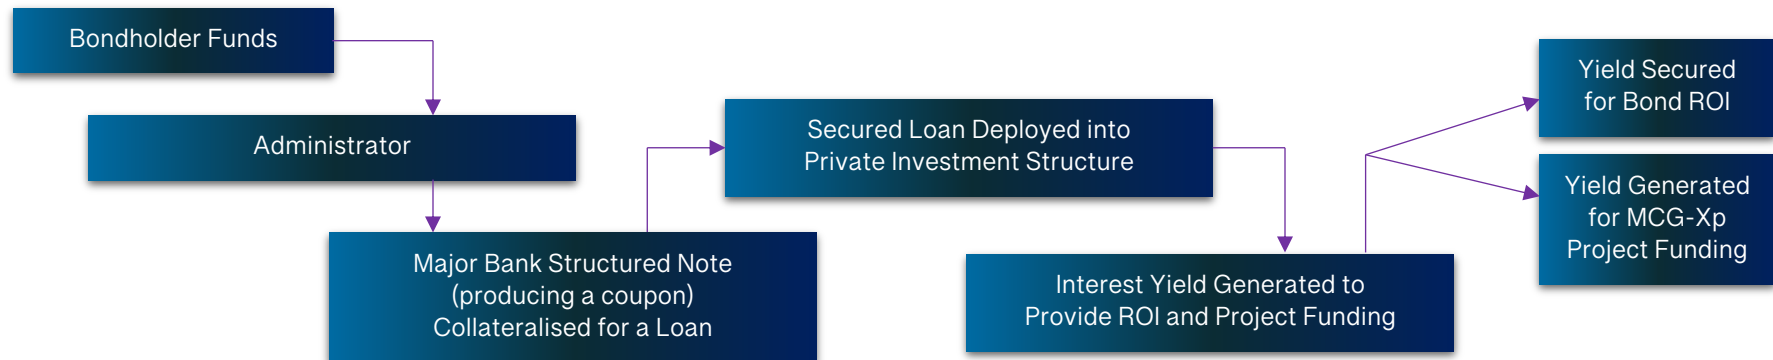 Bondholder Funds
Administrator
Major Bank Structured Note
(producing a coupon)
Collateralised for a Loan
Secured Loan Deployed into
Private Investment Structure
Interest Yield Generated to
Provide ROI and Project Funding
Yield Secured
for Bond ROI
Yield Generated
for MCG-Xp
Project Funding